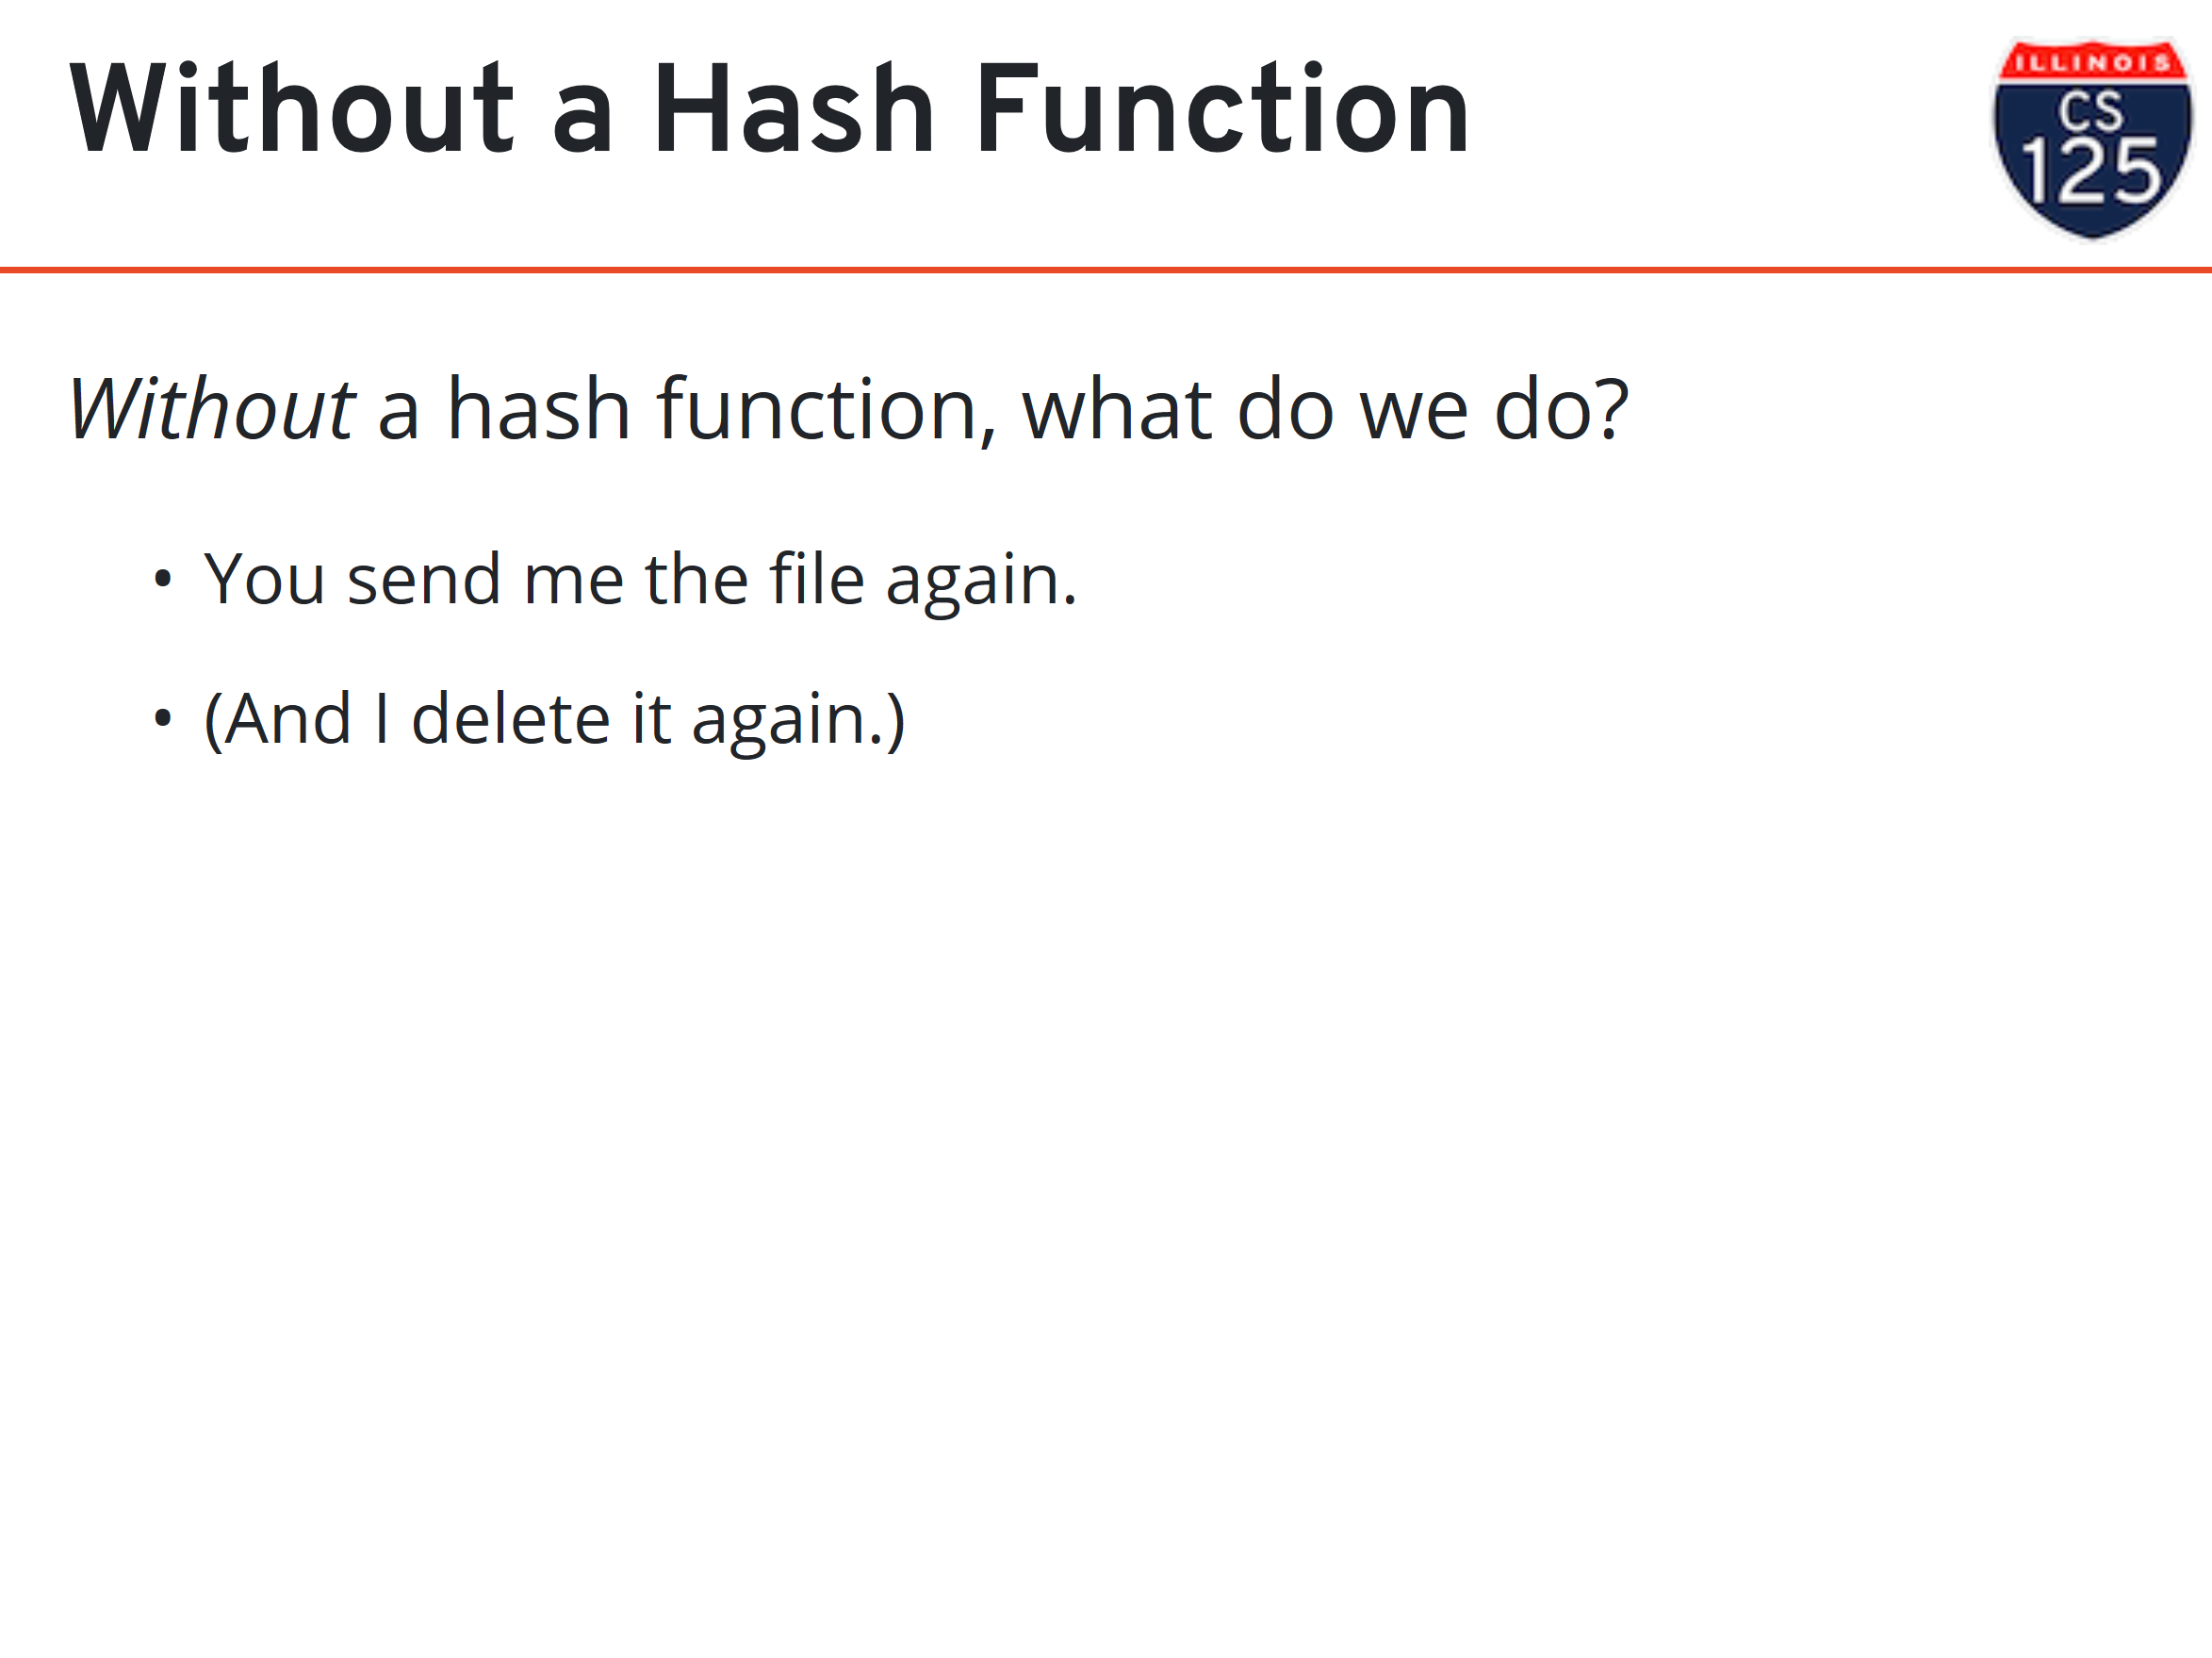 Without a Hash Function
ILLINOIS
CS
125
Without a hash function, what do we do?
• You send me the file again.
• (And I delete it again.)